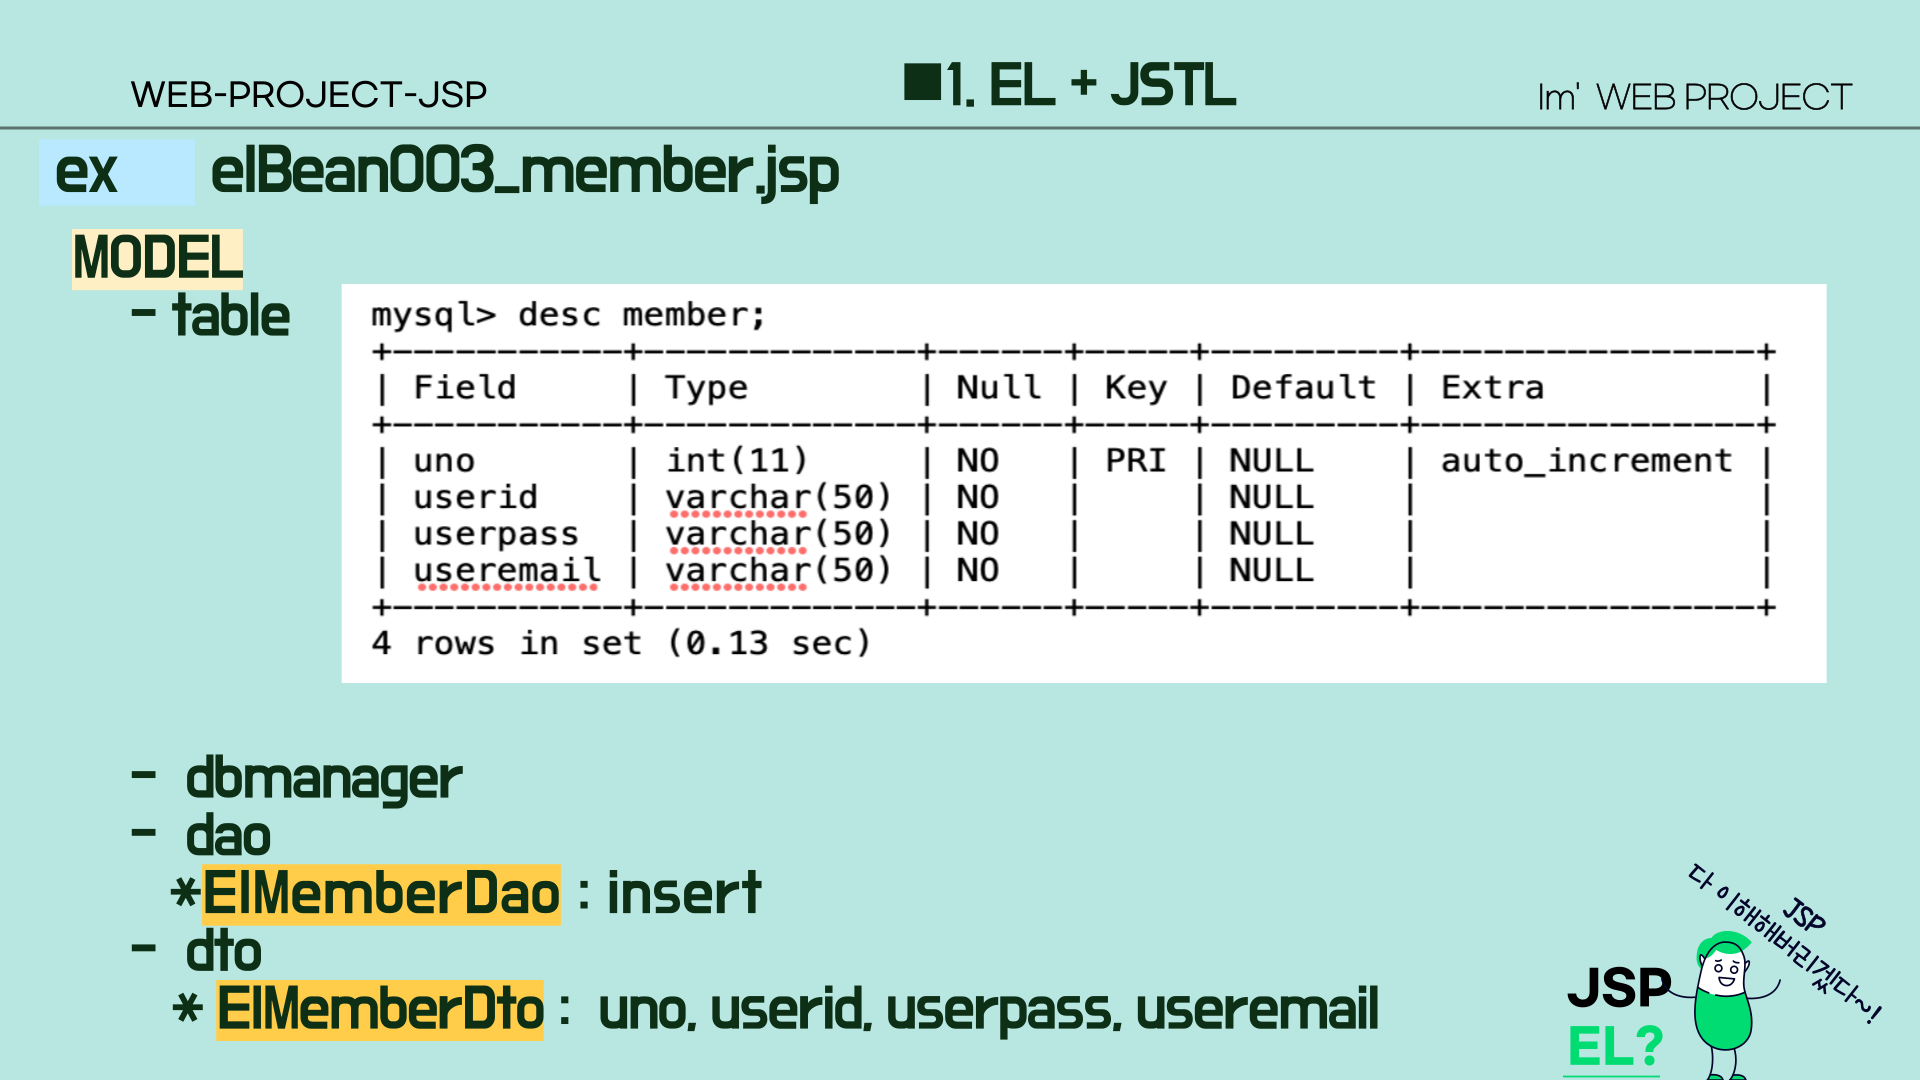 WEB-PROJECT-JSP
■1. EL + JSTL
Im' WEB PROJECT
ex elBean003_member.jsp
MODEL
- table
mysql> desc member;
+-----------+-------------+------+-----+---------+----------------+
| Field     | Type        | Null | Key | Default | Extra          |
+-----------+-------------+------+-----+---------+----------------+
| uno       | int(11)     | NO   | PRI | NULL    | auto_increment |
| userid    | varchar(50) | NO   |     | NULL    |                |
| userpass  | varchar(50) | NO   |     | NULL    |                |
| useremail | varchar(50) | NO   |     | NULL    |                |
+-----------+-------------+------+-----+---------+----------------+
4 rows in set (0.13 sec)
- dbmanager
- dao
*ElMemberDao : insert
- dto
* ElMemberDto : uno, userid, userpass, useremail
JSP
다 이해해버리겠다~!
JSP
EL?